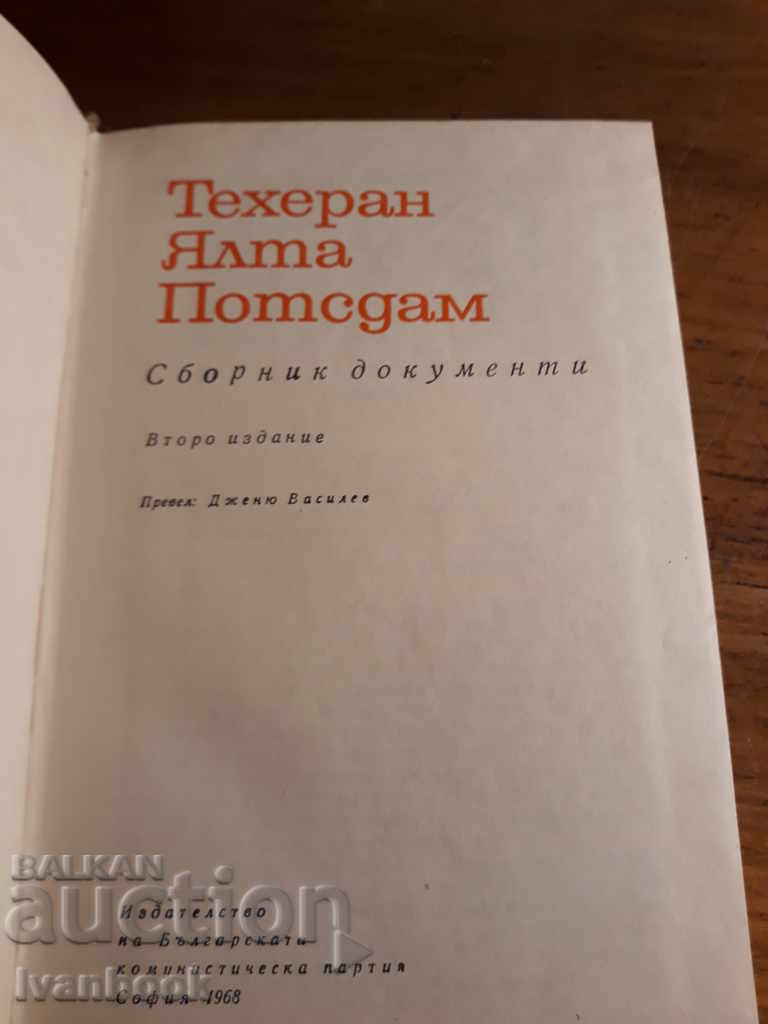 Техеран
Ялта
Потсдам
Сборник документи
Второ издание
Превел: Дженю Василев
BALKAN
auction
Издателство
на Българската
комунистическа партия
София 1968
Ivanbook